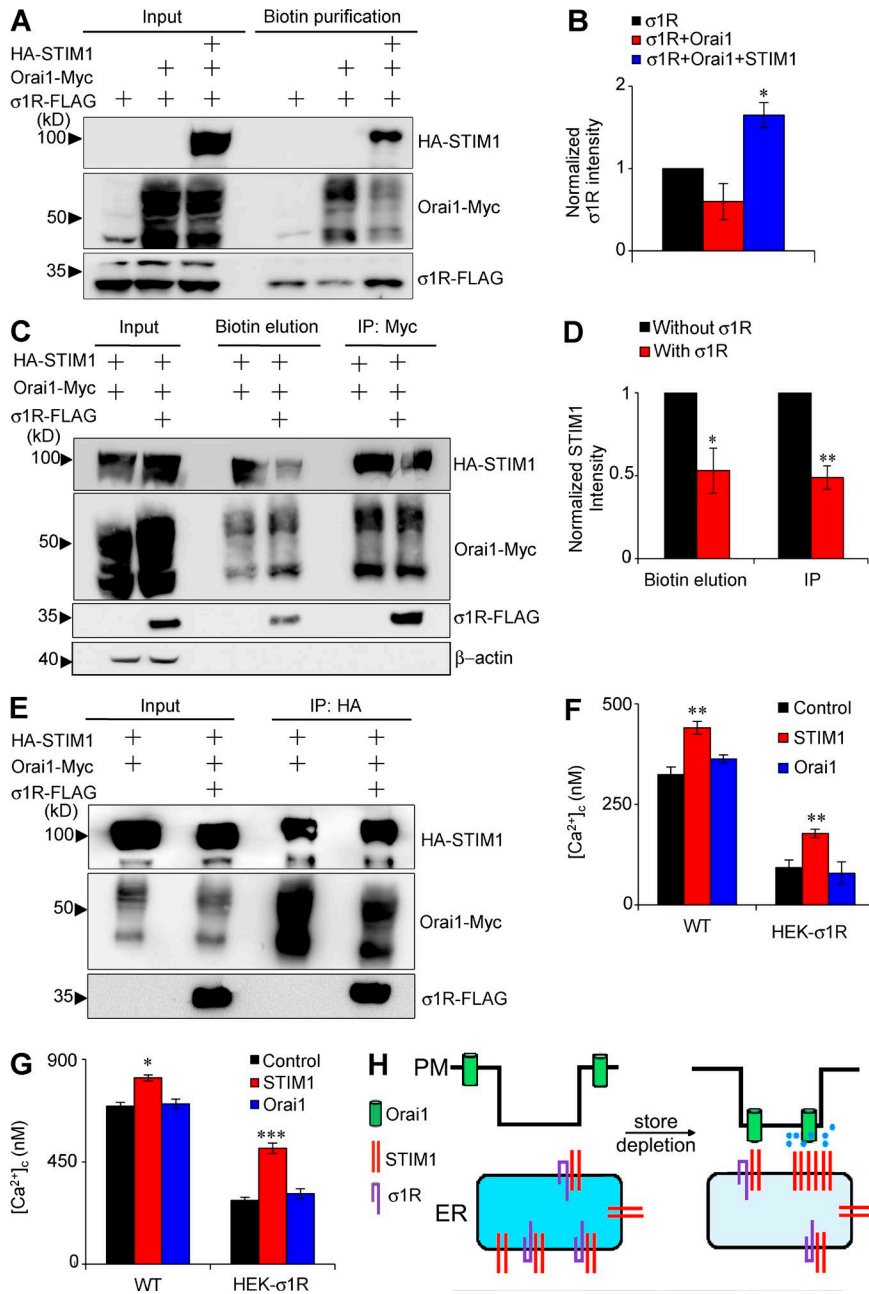 A
Input Biotin purification
HA-STIM1 + +
Orai1-Myc + + + +
σ1R-FLAG + + + + + +
(kD)
100 HA-STIM1
50 Orai1-Myc
35 σ1R-FLAG
B
σ1R
σ1R+Orai1
σ1R+Orai1+STIM1
Normalized
σ1R intensity
2
*
1
0
C
Input Biotin elution IP: Myc
HA-STIM1 + + + + + +
Orai1-Myc + + + + + +
σ1R-FLAG + + +
(kD)
100 HA-STIM1
50 Orai1-Myc
35 σ1R-FLAG
40 β-actin
D
Without σ1R
With σ1R
Normalized STIM1
Intensity
1
* **
0.5
0
Biotin elution IP
E
Input IP: HA
HA-STIM1 + + + +
Orai1-Myc + + + +
σ1R-FLAG + +
(kD)
100 HA-STIM1
50 Orai1-Myc
35 σ1R-FLAG
F
Control
STIM1
Orai1
[Ca²⁺]c (nM)
500
**
250
**
0
WT HEK-σ1R
G
Control
STIM1
Orai1
[Ca²⁺]c (nM)
900
*
***
450
0
WT HEK-σ1R
H
PM
Orai1
STIM1
σ1R
store
depletion
ER